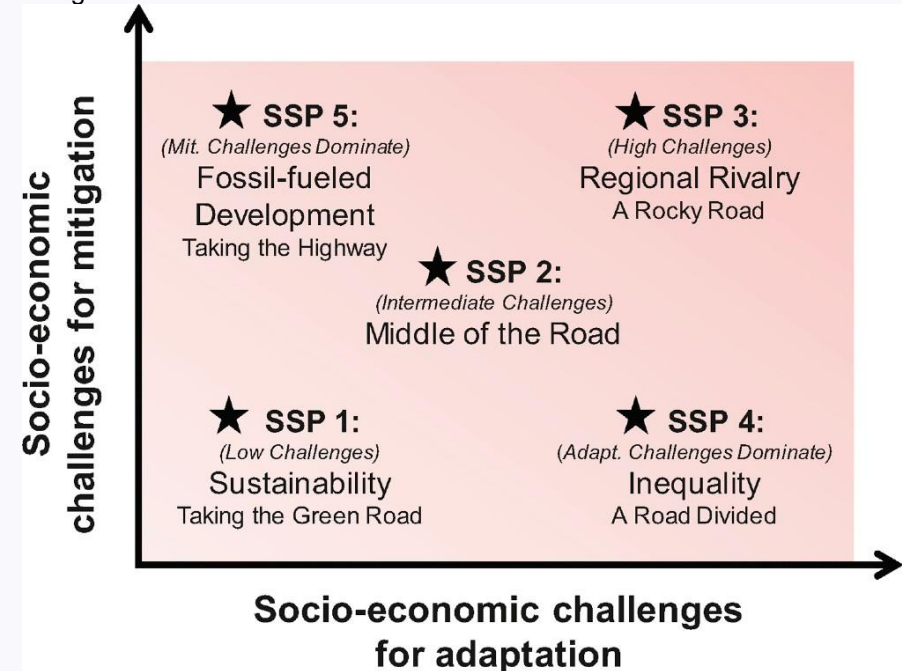 Socio-economic
challenges for mitigation
SSP 5:
(Mit. Challenges Dominate)
Fossil-fueled
Development
Taking the Highway
SSP 3:
(High Challenges)
Regional Rivalry
A Rocky Road
SSP 2:
(Intermediate Challenges)
Middle of the Road
SSP 1:
(Low Challenges)
Sustainability
Taking the Green Road
SSP 4:
(Adapt. Challenges Dominate)
Inequality
A Road Divided
Socio-economic challenges
for adaptation